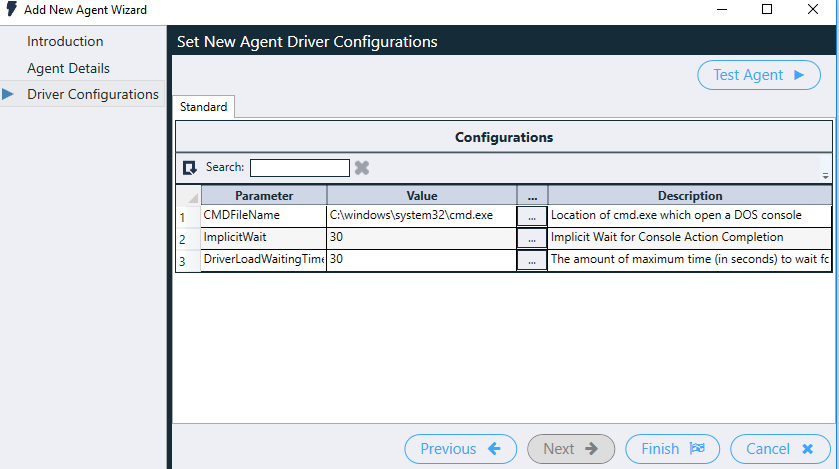 Add New Agent Wizard
Introduction
Agent Details
Driver Configurations
Set New Agent Driver Configurations
Test Agent
Standard
Configurations
Search:
Parameter Value ... Description
1 CMDFileName C:\windows\system32\cmd.exe ... Location of cmd.exe which open a DOS console
2 ImplicitWait 30 ... Implicit Wait for Console Action Completion
3 DriverLoadWaitingTime 30 ... The amount of maximum time (in seconds) to wait fo
Previous Next Finish Cancel